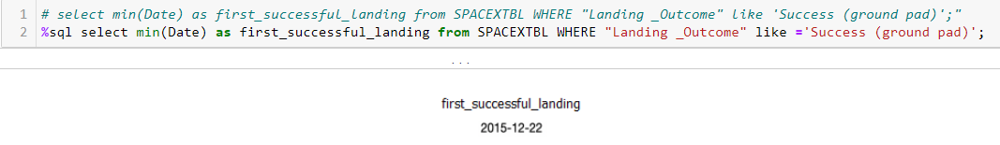 1 # select min(Date) as first_successful_landing from SPACEXTBL WHERE "Landing _Outcome" like 'Success (ground pad)';"
2 %sql select min(Date) as first_successful_landing from SPACEXTBL WHERE "Landing _Outcome" like ='Success (ground pad)';
...
first_successful_landing
2015-12-22